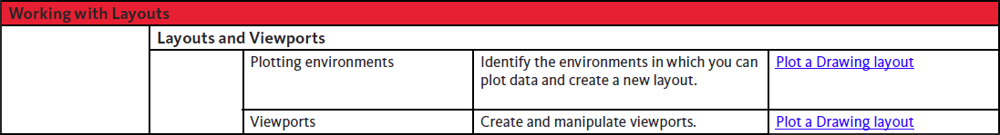 Working with Layouts
Layouts and Viewports
Plotting environments
Identify the environments in which you can
plot data and create a new layout.
Plot a Drawing layout
Viewports
Create and manipulate viewports.
Plot a Drawing layout